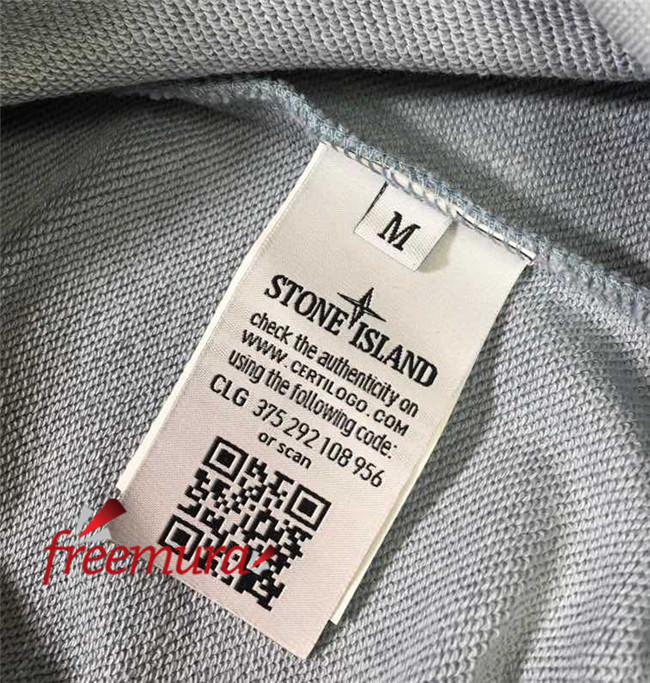 M
STONE ISLAND
check the authenticity on
WWW.CERTILOGO.COM
using the following code:
CLG 375 292 108 956
or scan
freemura